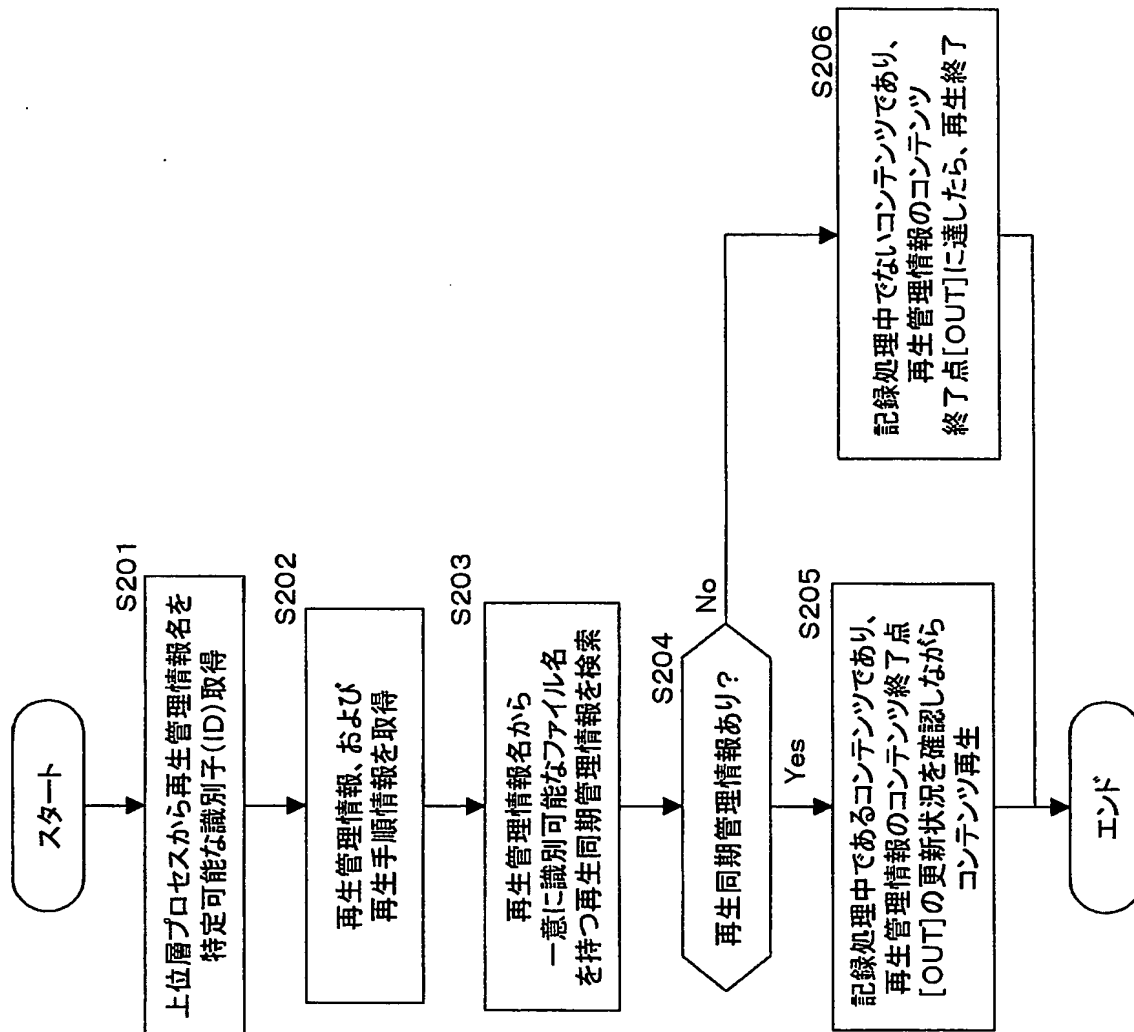 スタート
S201
上位層プロセスから再生管理情報名を
特定可能な識別子(ID)取得
S202
再生管理情報、および
再生手順情報を取得
S203
再生管理情報名から
一意に識別可能なファイル名
を持つ再生同期管理情報を検索
S204
再生同期管理情報あり?
No
Yes
S205
記録処理中であるコンテンツであり、
再生管理情報のコンテンツ終了点
[OUT]の更新状況を確認しながら
コンテンツ再生
S206
記録処理中でないコンテンツであり、
再生管理情報のコンテンツ
終了点[OUT]に達したら、再生終了
エンド